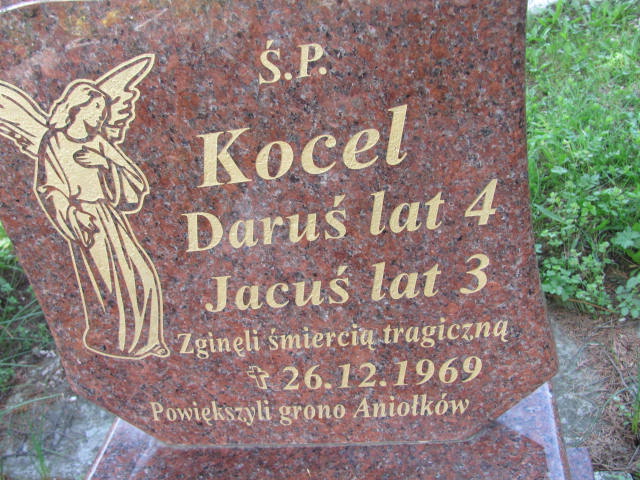 Ś.P.
Kocel
Daruś lat 4
Jacuś lat 3
Zginęli śmiercią tragiczną
✝ 26.12.1969
Powiększyli grono Aniołków